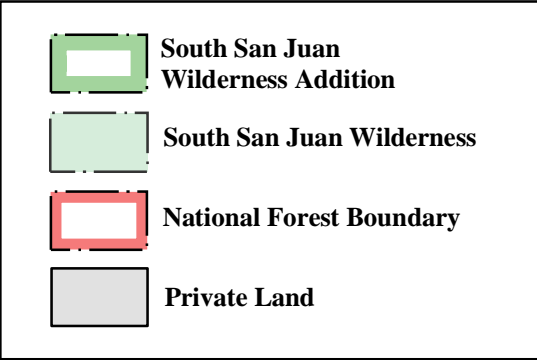 South San Juan
Wilderness Addition
South San Juan Wilderness
National Forest Boundary
Private Land